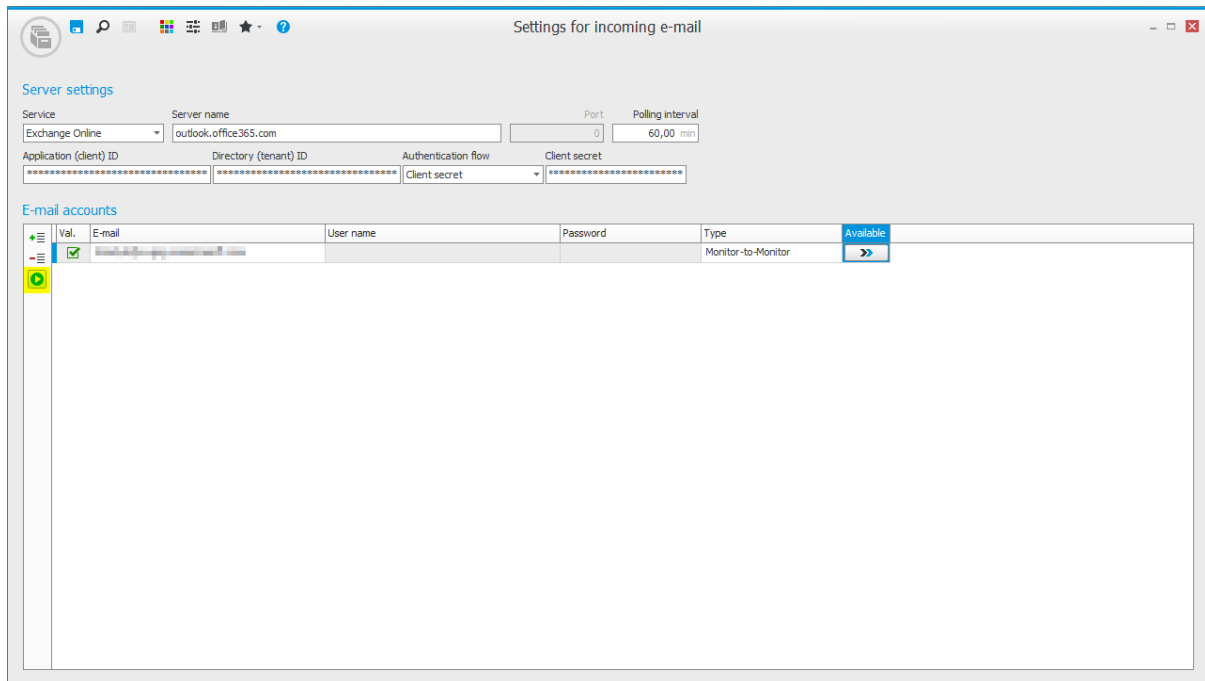 Settings for incoming e-mail
Server settings
Service Server name Port Polling interval
Exchange Online outlook.office365.com 0 60,00 min
Application (client) ID Directory (tenant) ID Authentication flow Client secret
******************************** ******************************** Client secret ************************
E-mail accounts
Val. E-mail User name Password Type Available
Monitor-to-Monitor